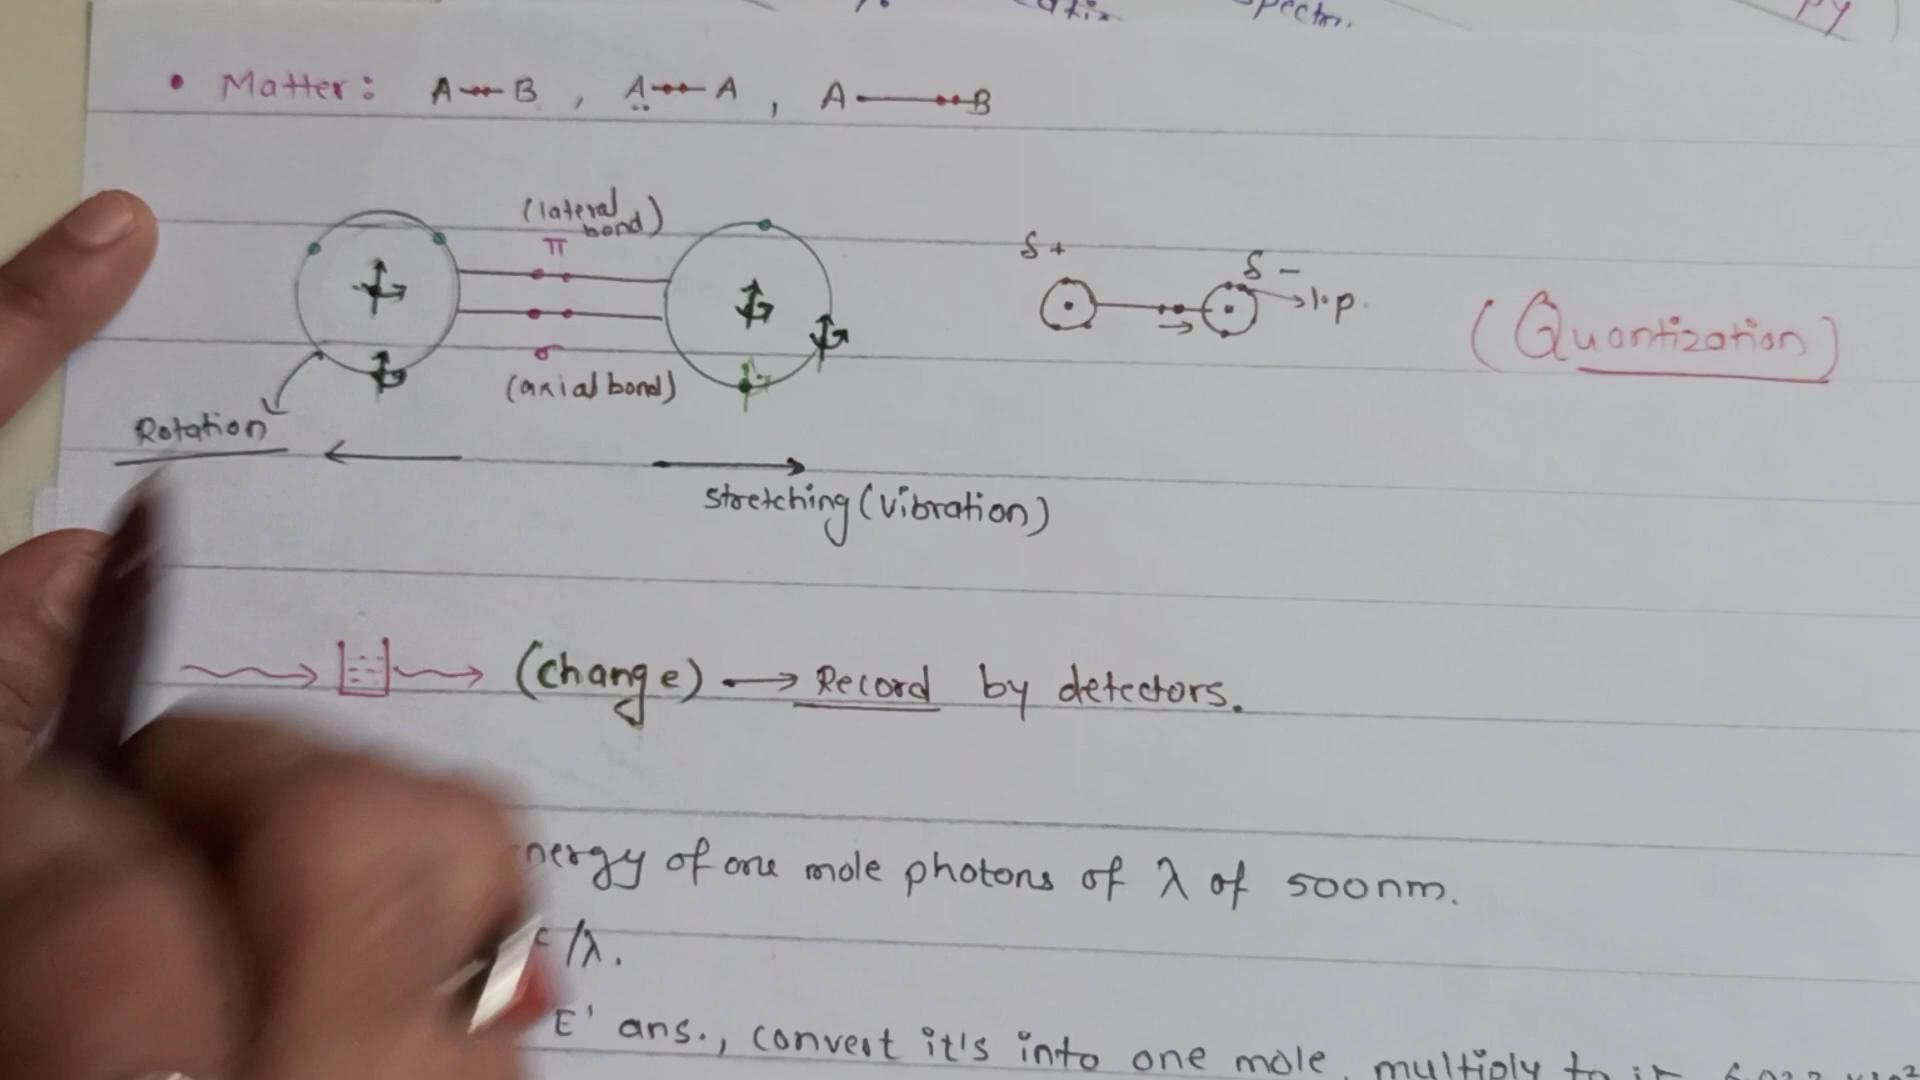 • Matter: A••B , A••A , A••B
(lateral bond)
π
σ
(axial bond)
Rotation
Stretching (vibration)
δ+
δ−
l.p.
(Quantization)
(change) → Record by detectors.
of one mole photons of λ of 500nm.
/λ.
E' ans., convert it's into one mole, multiply to it